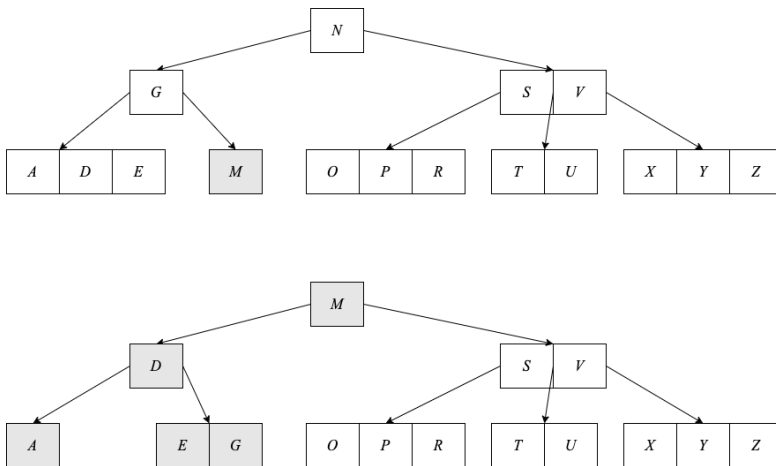 N
G S V
A D E M O P R T U X Y Z
M
D S V
A E G O P R T U X Y Z